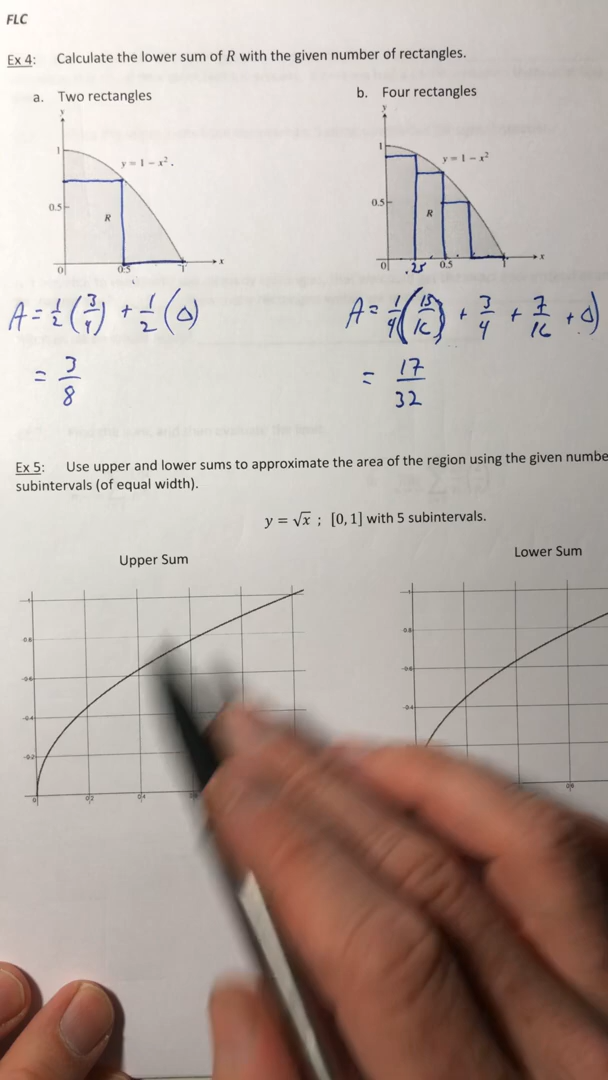 FLC
Ex 4: Calculate the lower sum of R with the given number of rectangles.
a. Two rectangles
b. Four rectangles
y
1
y = 1 − x².
0.5
R
0
0.5
1
x
y
1
y = 1 − x²
0.5
R
0
.25
0.5
x
A = 1/2 (3/4) + 1/2 (0)
= 3/8
A = 1/4 (15/16) + 3/4 + 7/16 + 0)
= 17/32
Ex 5: Use upper and lower sums to approximate the area of the region using the given numbe
subintervals (of equal width).
y = √x ; [0, 1] with 5 subintervals.
Upper Sum
Lower Sum
1
0.8
0.6
0.4
0.2
0
0.2
0.4
1
0.8
0.6
0.4